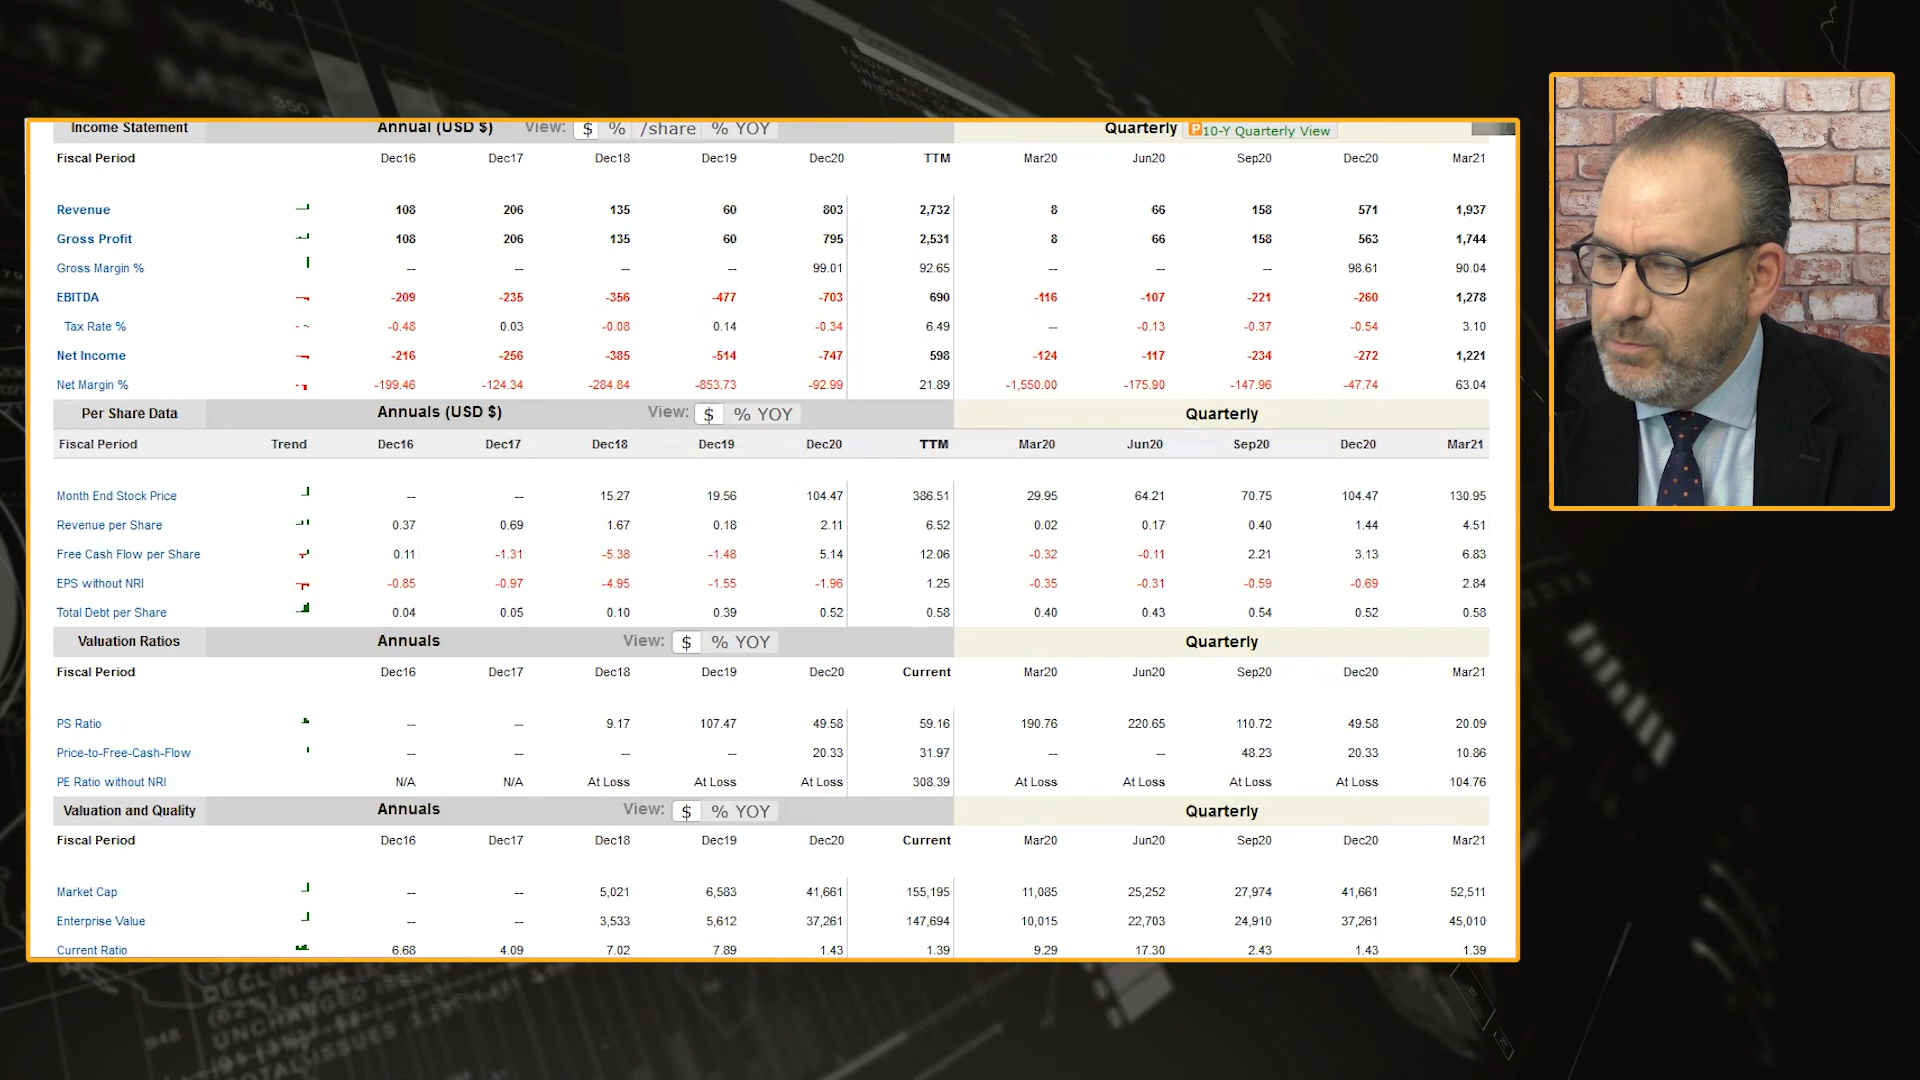 Income Statement Annual (USD $) View: $ % /share % YOY Quarterly P 10-Y Quarterly View
Fiscal Period Dec16 Dec17 Dec18 Dec19 Dec20 TTM Mar20 Jun20 Sep20 Dec20 Mar21
Revenue 108 206 135 60 803 2,732 8 66 158 571 1,937
Gross Profit 108 206 135 60 795 2,531 8 66 158 563 1,744
Gross Margin % -- -- -- -- 99.01 92.65 -- -- -- 98.61 90.04
EBITDA -209 -235 -356 -477 -703 690 -116 -107 -221 -260 1,278
Tax Rate % -0.48 0.03 -0.08 0.14 -0.34 6.49 -- -0.13 -0.37 -0.54 3.10
Net Income -216 -256 -385 -514 -747 598 -124 -117 -234 -272 1,221
Net Margin % -199.46 -124.34 -284.84 -853.73 -92.99 21.89 -1,550.00 -175.90 -147.96 -47.74 63.04
Per Share Data Annuals (USD $) View: $ % YOY Quarterly
Fiscal Period Trend Dec16 Dec17 Dec18 Dec19 Dec20 TTM Mar20 Jun20 Sep20 Dec20 Mar21
Month End Stock Price -- -- 15.27 19.56 104.47 386.51 29.95 64.21 70.75 104.47 130.95
Revenue per Share 0.37 0.69 1.67 0.18 2.11 6.52 0.02 0.17 0.40 1.44 4.51
Free Cash Flow per Share 0.11 -1.31 -5.38 -1.48 5.14 12.06 -0.32 -0.11 2.21 3.13 6.83
EPS without NRI -0.85 -0.97 -4.95 -1.55 -1.96 1.25 -0.35 -0.31 -0.59 -0.69 2.84
Total Debt per Share 0.04 0.05 0.10 0.39 0.52 0.58 0.40 0.43 0.54 0.52 0.58
Valuation Ratios Annuals View: $ % YOY Quarterly
Fiscal Period Dec16 Dec17 Dec18 Dec19 Dec20 Current Mar20 Jun20 Sep20 Dec20 Mar21
PS Ratio -- -- 9.17 107.47 49.58 59.16 190.76 220.65 110.72 49.58 20.09
Price-to-Free-Cash-Flow -- -- -- -- 20.33 31.97 -- -- 48.23 20.33 10.86
PE Ratio without NRI N/A N/A At Loss At Loss At Loss 308.39 At Loss At Loss At Loss At Loss 104.76
Valuation and Quality Annuals View: $ % YOY Quarterly
Fiscal Period Dec16 Dec17 Dec18 Dec19 Dec20 Current Mar20 Jun20 Sep20 Dec20 Mar21
Market Cap -- -- 5,021 6,583 41,661 155,195 11,085 25,252 27,974 41,661 52,511
Enterprise Value -- -- 3,533 5,612 37,261 147,694 10,015 22,703 24,910 37,261 45,010
Current Ratio 6.68 4.09 7.02 7.89 1.43 1.39 9.29 17.30 2.43 1.43 1.39
UNCHANGED